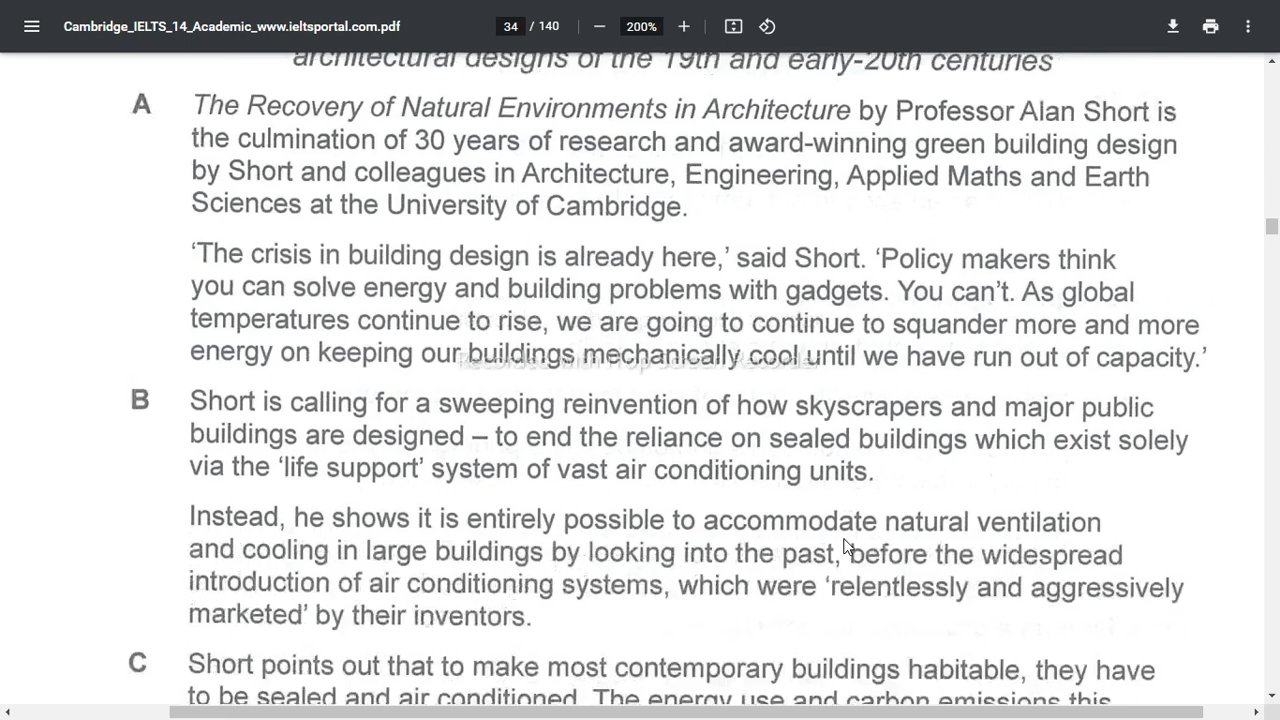 Cambridge_IELTS_14_Academic_www.ieltsportal.com.pdf
34 / 140
200%
architectural designs of the 19th and early-20th centuries
A The Recovery of Natural Environments in Architecture by Professor Alan Short is
the culmination of 30 years of research and award-winning green building design
by Short and colleagues in Architecture, Engineering, Applied Maths and Earth
Sciences at the University of Cambridge.
‘The crisis in building design is already here,’ said Short. ‘Policy makers think
you can solve energy and building problems with gadgets. You can’t. As global
temperatures continue to rise, we are going to continue to squander more and more
energy on keeping our buildings mechanically cool until we have run out of capacity.’
Recorded with iTop Screen Recorder
B Short is calling for a sweeping reinvention of how skyscrapers and major public
buildings are designed – to end the reliance on sealed buildings which exist solely
via the ‘life support’ system of vast air conditioning units.
Instead, he shows it is entirely possible to accommodate natural ventilation
and cooling in large buildings by looking into the past, before the widespread
introduction of air conditioning systems, which were ‘relentlessly and aggressively
marketed’ by their inventors.
C Short points out that to make most contemporary buildings habitable, they have
to be sealed and air conditioned. The energy use and carbon emissions this